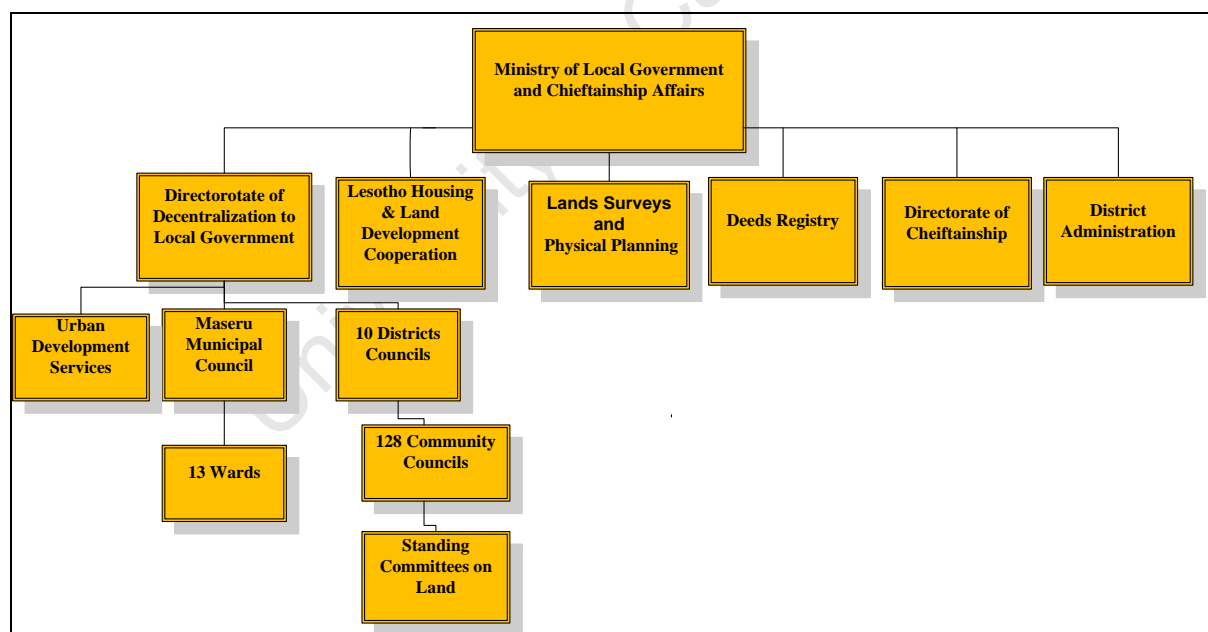 Ministry of Local Government
and Chieftainship Affairs
Directorotate of
Decentralization to
Local Government
Lesotho Housing
& Land
Development
Cooperation
Lands Surveys
and
Physical Planning
Deeds Registry
Directorate of
Cheiftainship
District
Administration
Urban
Development
Services
Maseru
Municipal
Council
10 Districts
Councils
13 Wards
128 Community
Councils
Standing
Committees on
Land